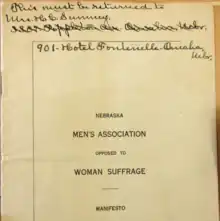 This must be returned to
Mrs. H. C. Sumney,
Omaha Nebr.
901-Hotel Fontenelle-Omaha,
Nebr.
NEBRASKA
MEN'S ASSOCIATION
OPPOSED TO
WOMAN SUFFRAGE
MANIFESTO